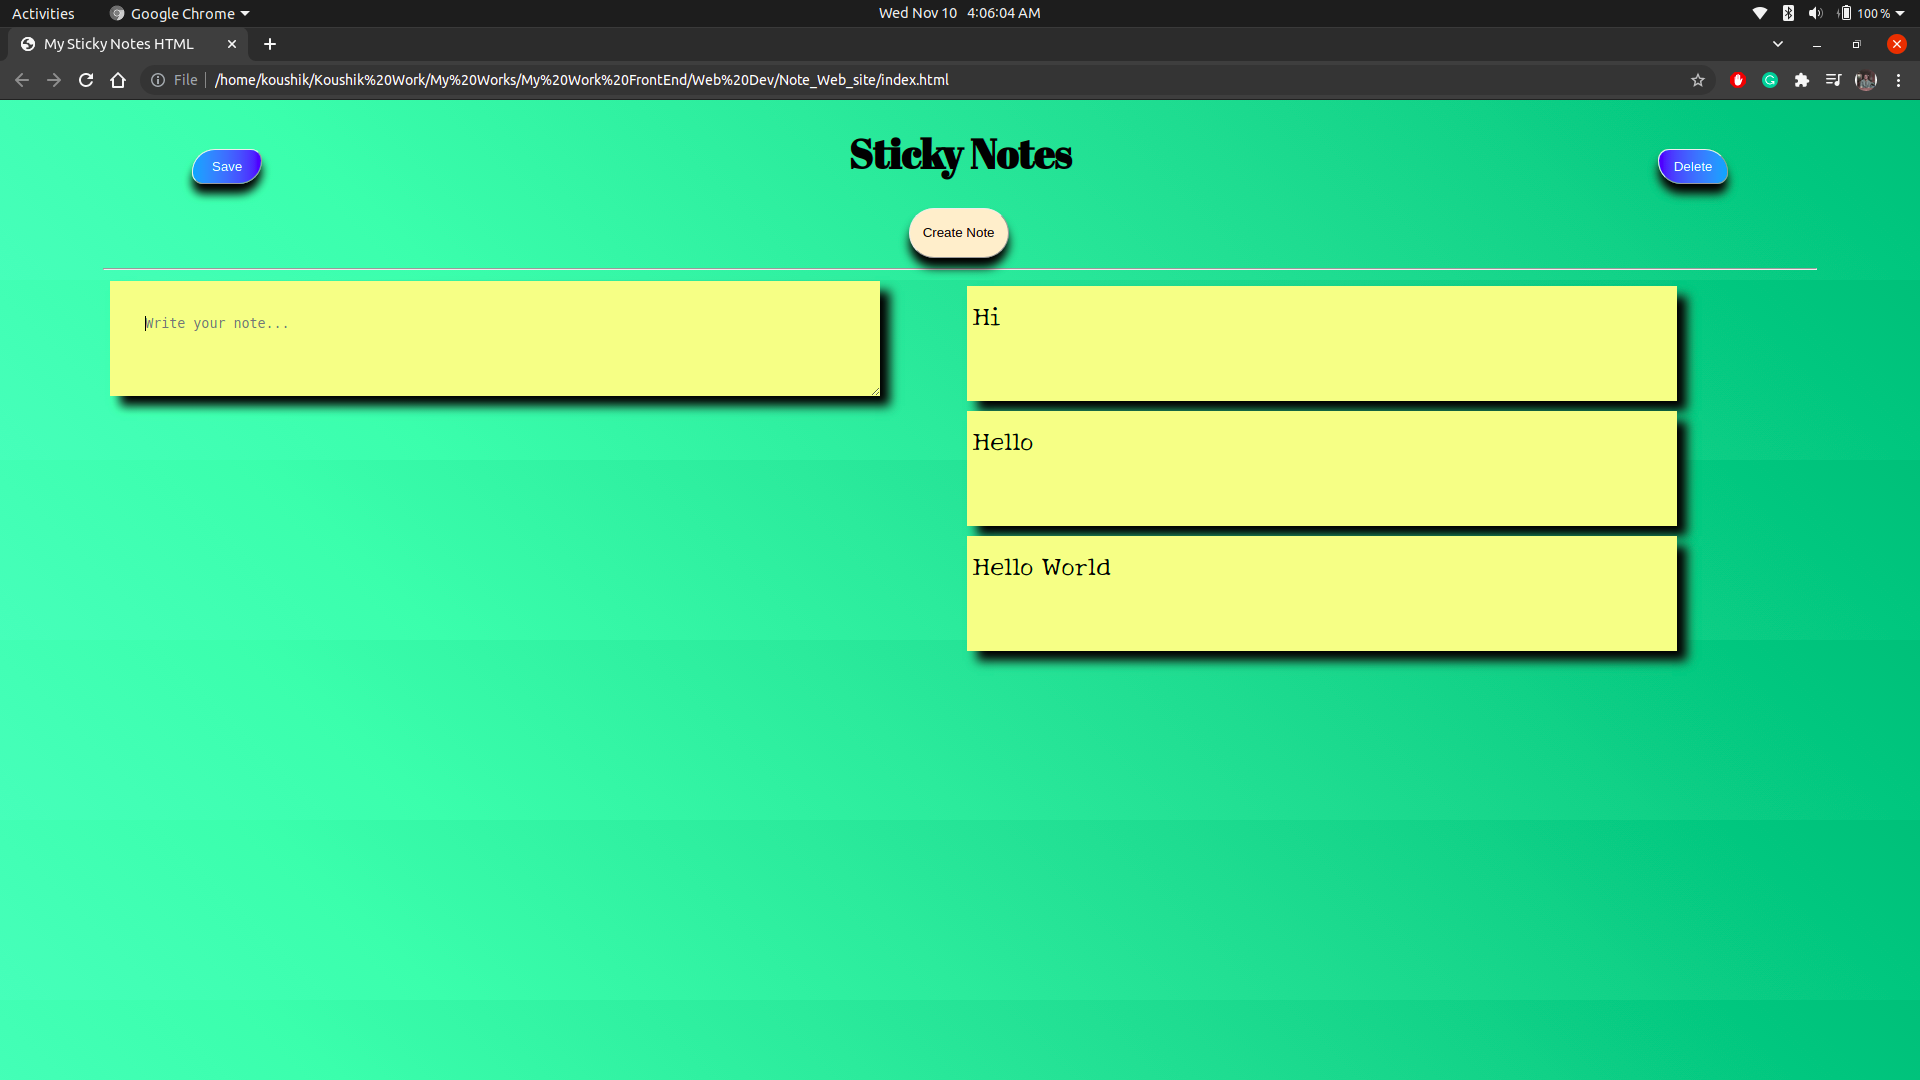 Activities Google Chrome Wed Nov 10 4:06:04 AM 100 %
My Sticky Notes HTML
File /home/koushik/Koushik%20Work/My%20Works/My%20Work%20FrontEnd/Web%20Dev/Note_Web_site/index.html
Sticky Notes
Save
Delete
Create Note
Write your note...
Hi
Hello
Hello World